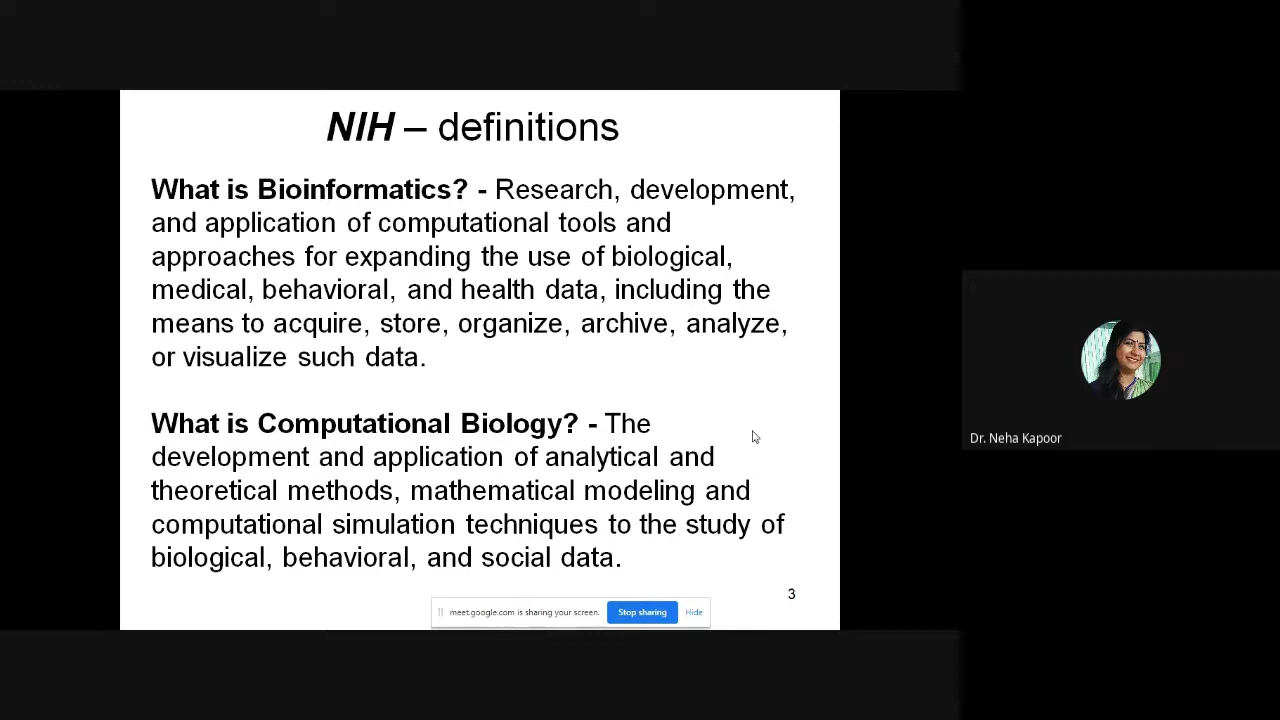 NIH – definitions
What is Bioinformatics? - Research, development,
and application of computational tools and
approaches for expanding the use of biological,
medical, behavioral, and health data, including the
means to acquire, store, organize, archive, analyze,
or visualize such data.
What is Computational Biology? - The
development and application of analytical and
theoretical methods, mathematical modeling and
computational simulation techniques to the study of
biological, behavioral, and social data.
3
meet.google.com is sharing your screen. Stop sharing Hide
Dr. Neha Kapoor